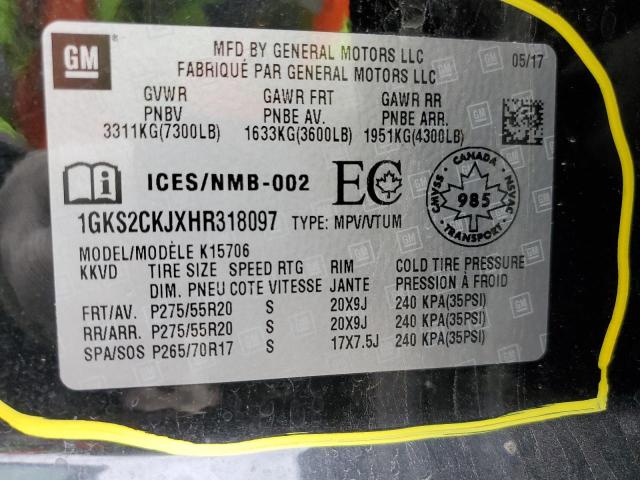 GM
MFD BY GENERAL MOTORS LLC
FABRIQUÉ PAR GENERAL MOTORS LLC
05/17
GVWR GAWR FRT GAWR RR
PNBV PNBE AV. PNBE ARR.
3311KG(7300LB) 1633KG(3600LB) 1951KG(4300LB)
ICES/NMB-002 EC
CANADA CMVSS NSVAC 985
1GKS2CKJXHR318097 TYPE: MPV/VTUM
MODEL/MODÈLE K15706
KKVD TIRE SIZE SPEED RTG RIM COLD TIRE PRESSURE
DIM. PNEU COTE VITESSE JANTE PRESSION À FROID
FRT/AV. P275/55R20 S 20X9J 240 KPA(35PSI)
RR/ARR. P275/55R20 S 20X9J 240 KPA(35PSI)
SPA/SOS P265/70R17 S 17X7.5J 240 KPA(35PSI)